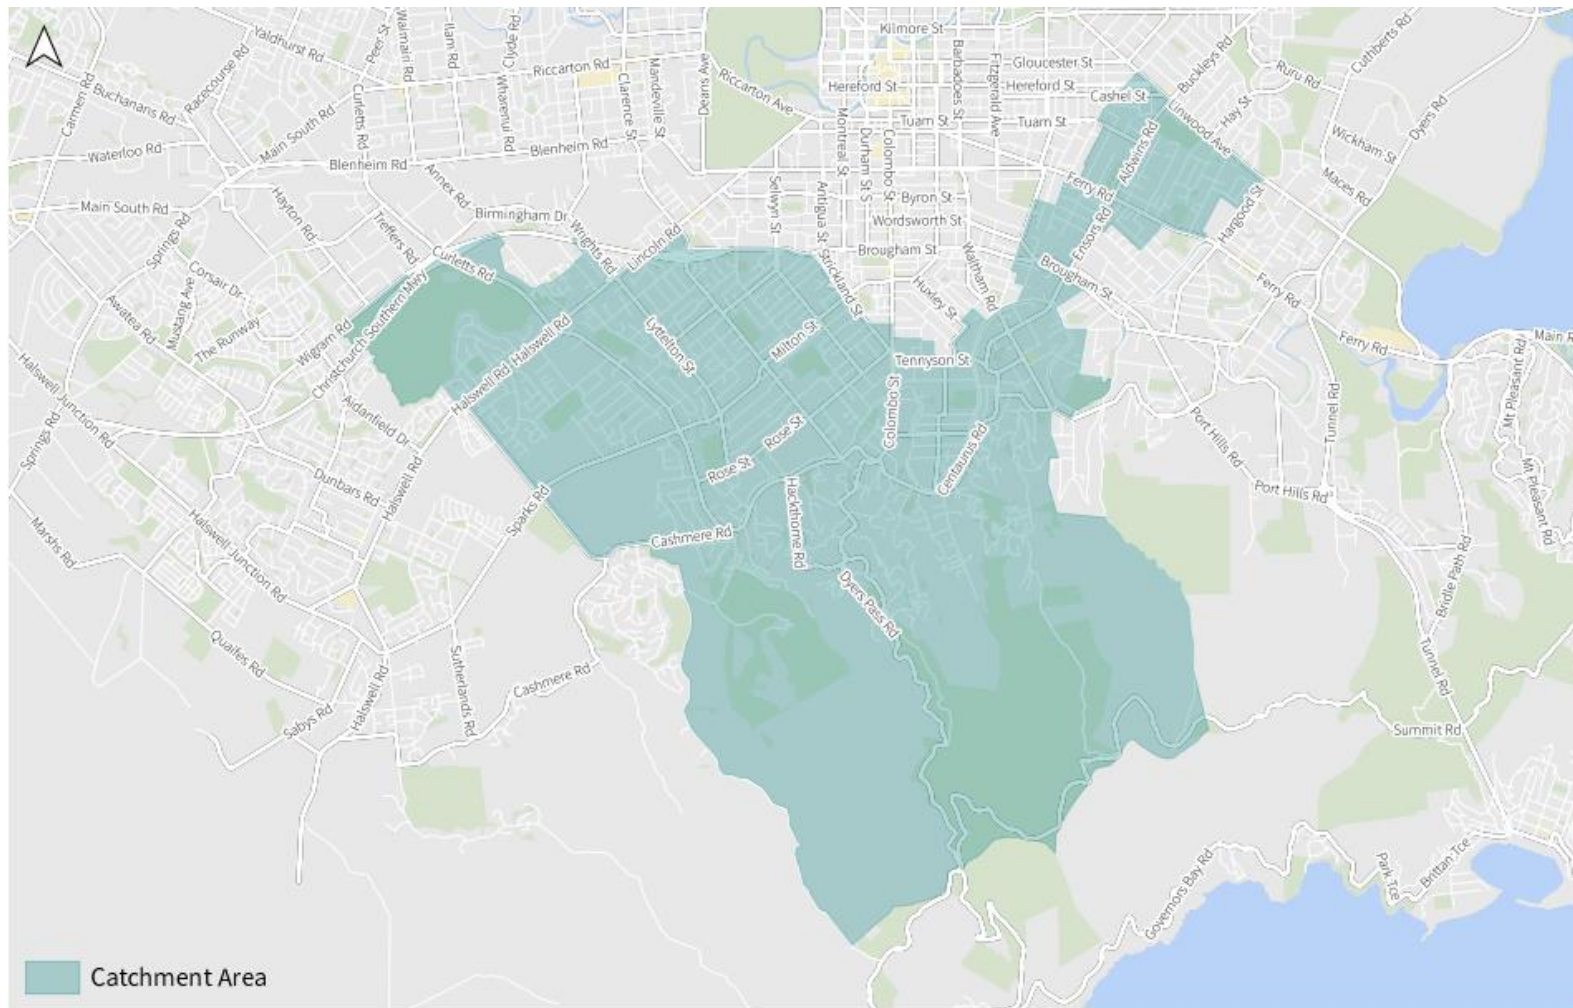 Kilmore St
Cuthberts Rd
Yaldhurst Rd
Peer St
Waimairi Rd
Ilam Rd
Clyde Rd
Barbadoes St
Fitzgerald Ave
Gloucester St
Buckleys Rd
Ruru Rd
Racecourse Rd
Riccarton Rd
Clarence St
Mandeville St
Deans Ave
Riccarton Ave
Hereford St
Hereford St
Cashel St
Carmen Rd
Buchanans Rd
Wharenui Rd
Curletts Rd
Main South Rd
Tuam St
Tuam St
Linwood Ave
Hay St
Dyers Rd
Waterloo Rd
Blenheim Rd
Blenheim Rd
Montreal St
Durham St S
Colombo St
Aldwins Rd
Wickham St
Maces Rd
Main South Rd
Hayton Rd
Annex Rd
Birmingham Dr
Selwyn St
Antigua St
Byron St
Ferry Rd
Springs Rd
Treffers Rd
Curletts Rd
Wrights Rd
Lincoln Rd
Wordsworth St
Ensors Rd
Hargood St
Brougham St
Waltham Rd
Brougham St
Corsair Dr
Strickland St
Huxley St
Ferry Rd
Awatea Rd
Mustang Ave
The Runway
Wigram Rd
Christchurch Southern Mwy
Halswell Rd
Lyttelton St
Milton St
Tennyson St
Ferry Rd
Main R
Halswell Junction Rd
Halswell Rd
Colombo St
Mt Pleasant Rd
Aidanfield Dr
Springs Rd
Rose St
Rose St
Centaurus Rd
Port Hills Rd
Tunnel Rd
Dunbars Rd
Halswell Rd
Sparks Rd
Port Hills Rd
Mt Pleasant Rd
Marshs Rd
Halswell Junction Rd
Cashmere Rd
Hackthorne Rd
Dyers Pass Rd
Bridle Path Rd
Quaifes Rd
Sutherlands Rd
Cashmere Rd
Tunnel Rd
Sabys Rd
Halswell Rd
Summit Rd
Governors Bay Rd
Park Tce
Brittan Tce
Catchment Area